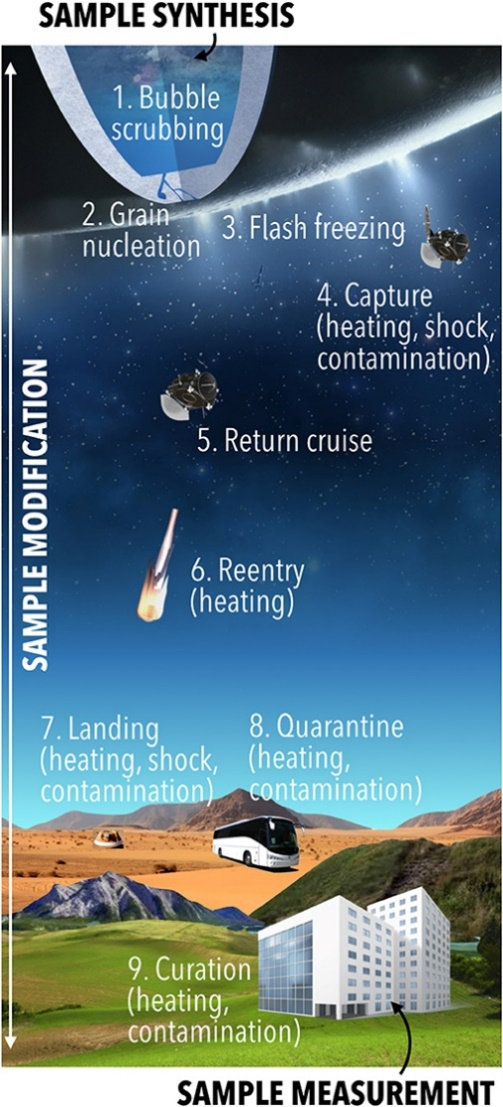 SAMPLE SYNTHESIS
1. Bubble
scrubbing
2. Grain
nucleation
3. Flash freezing
4. Capture
(heating, shock,
contamination)
SAMPLE MODIFICATION
5. Return cruise
6. Reentry
(heating)
7. Landing
(heating, shock,
contamination)
8. Quarantine
(heating,
contamination)
9. Curation
(heating,
contamination)
SAMPLE MEASUREMENT